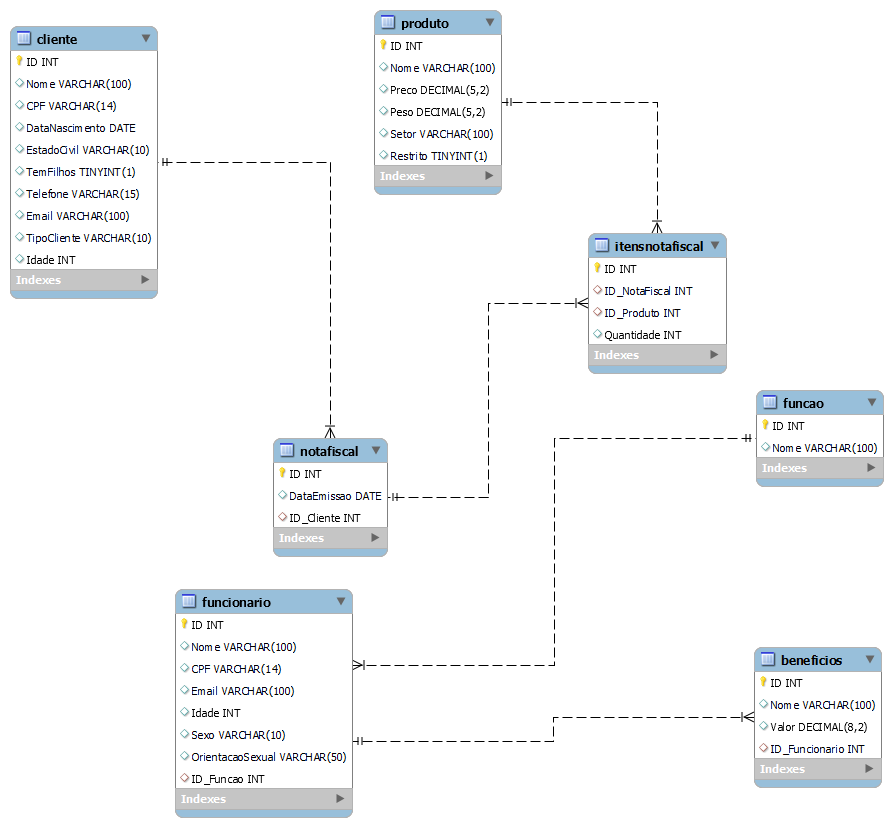 cliente
ID INT
Nome VARCHAR(100)
CPF VARCHAR(14)
DataNascimento DATE
EstadoCivil VARCHAR(10)
TemFilhos TINYINT(1)
Telefone VARCHAR(15)
Email VARCHAR(100)
TipoCliente VARCHAR(10)
Idade INT
Indexes
produto
ID INT
Nome VARCHAR(100)
Preco DECIMAL(5,2)
Peso DECIMAL(5,2)
Setor VARCHAR(100)
Restrito TINYINT(1)
Indexes
itensnotafiscal
ID INT
ID_NotaFiscal INT
ID_Produto INT
Quantidade INT
Indexes
funcao
ID INT
Nome VARCHAR(100)
Indexes
notafiscal
ID INT
DataEmissao DATE
ID_Cliente INT
Indexes
funcionario
ID INT
Nome VARCHAR(100)
CPF VARCHAR(14)
Email VARCHAR(100)
Idade INT
Sexo VARCHAR(10)
OrientacaoSexual VARCHAR(50)
ID_Funcao INT
Indexes
beneficios
ID INT
Nome VARCHAR(100)
Valor DECIMAL(8,2)
ID_Funcionario INT
Indexes